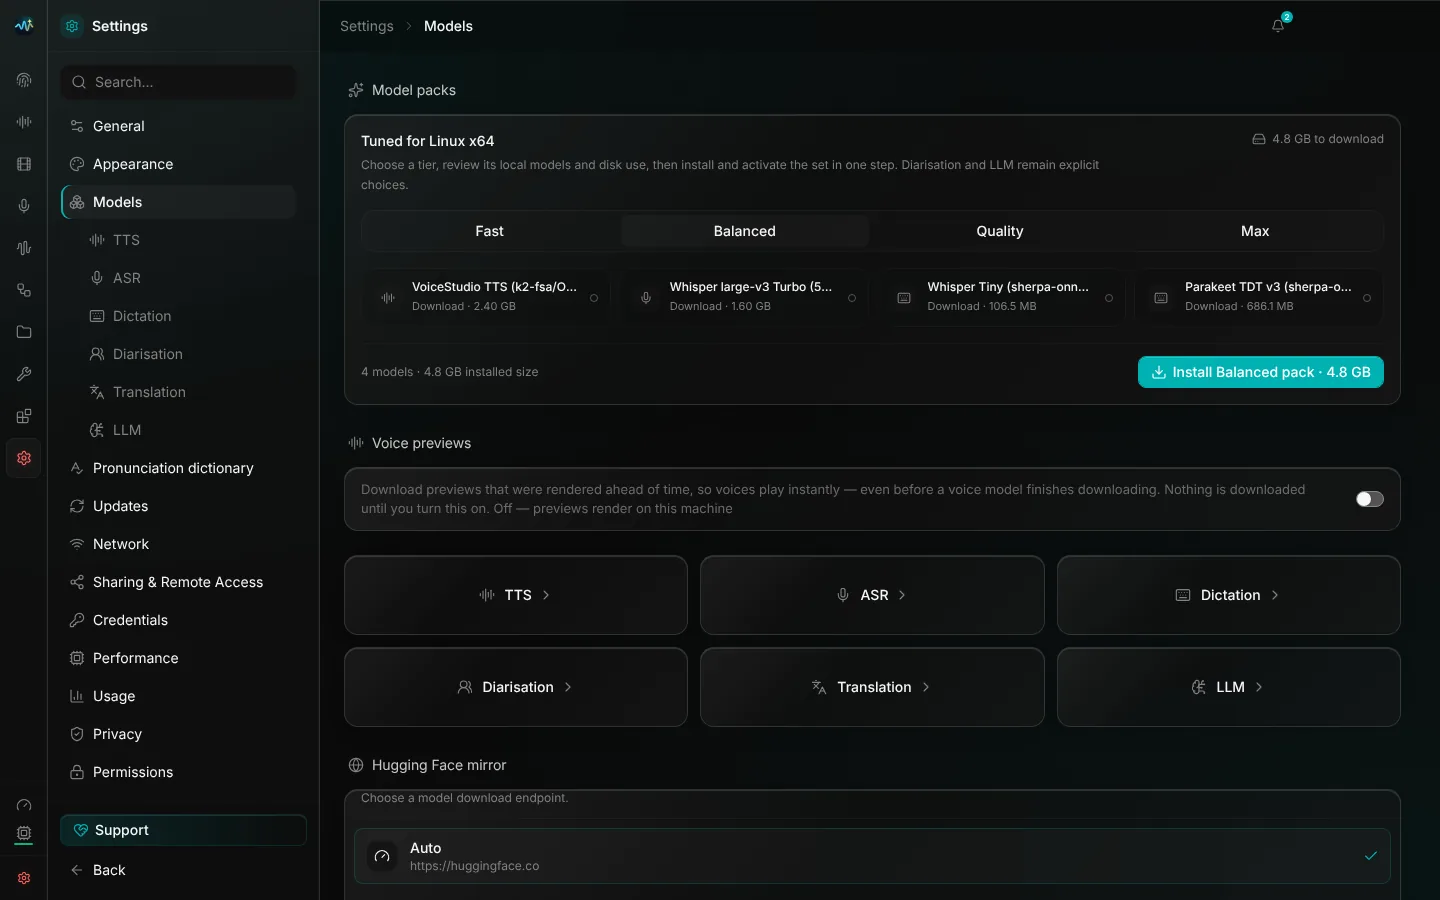 Settings
Search...
General
Appearance
Models
TTS
ASR
Dictation
Diarisation
Translation
LLM
Pronunciation dictionary
Updates
Network
Sharing & Remote Access
Credentials
Performance
Usage
Privacy
Permissions
Support
Back
Settings > Models
2
Model packs
Tuned for Linux x64
4.8 GB to download
Choose a tier, review its local models and disk use, then install and activate the set in one step. Diarisation and LLM remain explicit
choices.
Fast
Balanced
Quality
Max
VoiceStudio TTS (k2-fsa/O...
Download · 2.40 GB
Whisper large-v3 Turbo (5...
Download · 1.60 GB
Whisper Tiny (sherpa-onn...
Download · 106.5 MB
Parakeet TDT v3 (sherpa-o...
Download · 686.1 MB
4 models · 4.8 GB installed size
Install Balanced pack · 4.8 GB
Voice previews
Download previews that were rendered ahead of time, so voices play instantly — even before a voice model finishes downloading. Nothing is downloaded
until you turn this on. Off — previews render on this machine
TTS
ASR
Dictation
Diarisation
Translation
LLM
Hugging Face mirror
Choose a model download endpoint.
Auto
https://huggingface.co